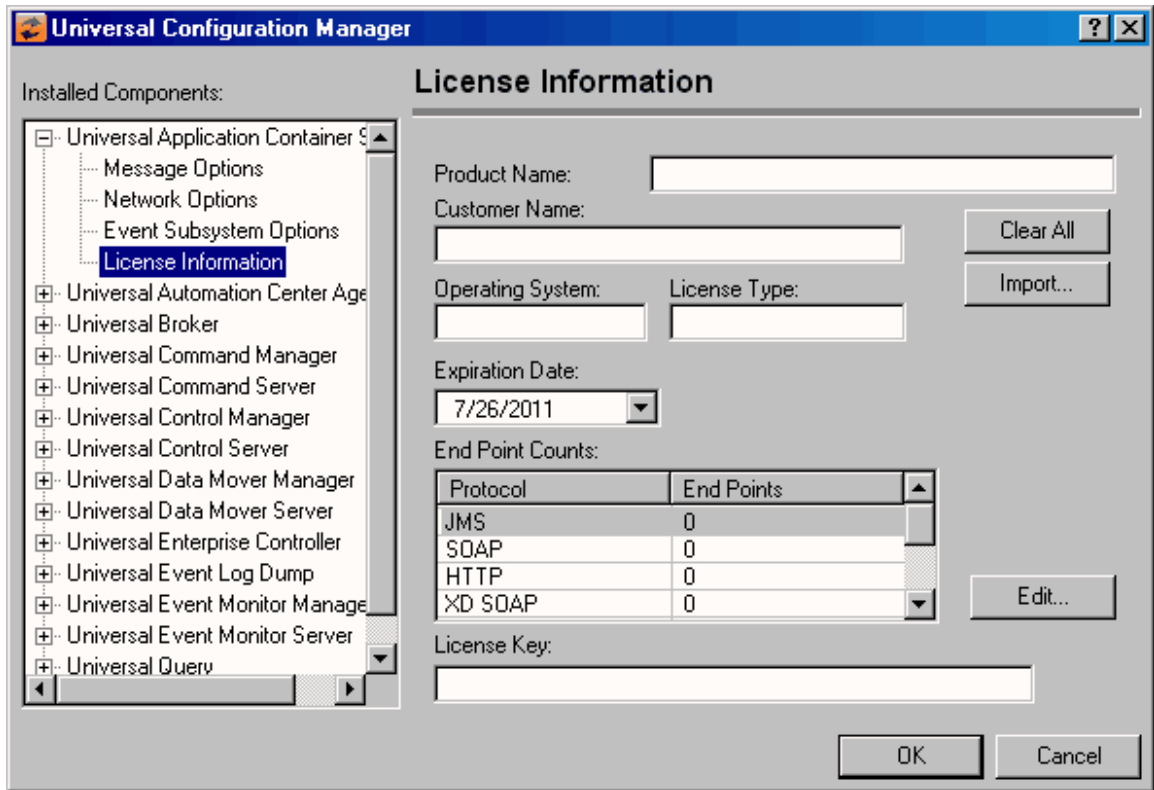 Universal Configuration Manager
Installed Components:
Universal Application Container S
Message Options
Network Options
Event Subsystem Options
License Information
Universal Automation Center Age
Universal Broker
Universal Command Manager
Universal Command Server
Universal Control Manager
Universal Control Server
Universal Data Mover Manager
Universal Data Mover Server
Universal Enterprise Controller
Universal Event Log Dump
Universal Event Monitor Manage
Universal Event Monitor Server
Universal Query
License Information
Product Name:
Customer Name:
Clear All
Import...
Operating System: License Type:
Expiration Date:
7/26/2011
End Point Counts:
Protocol End Points
JMS 0
SOAP 0
HTTP 0
XD SOAP 0
Edit...
License Key:
OK Cancel